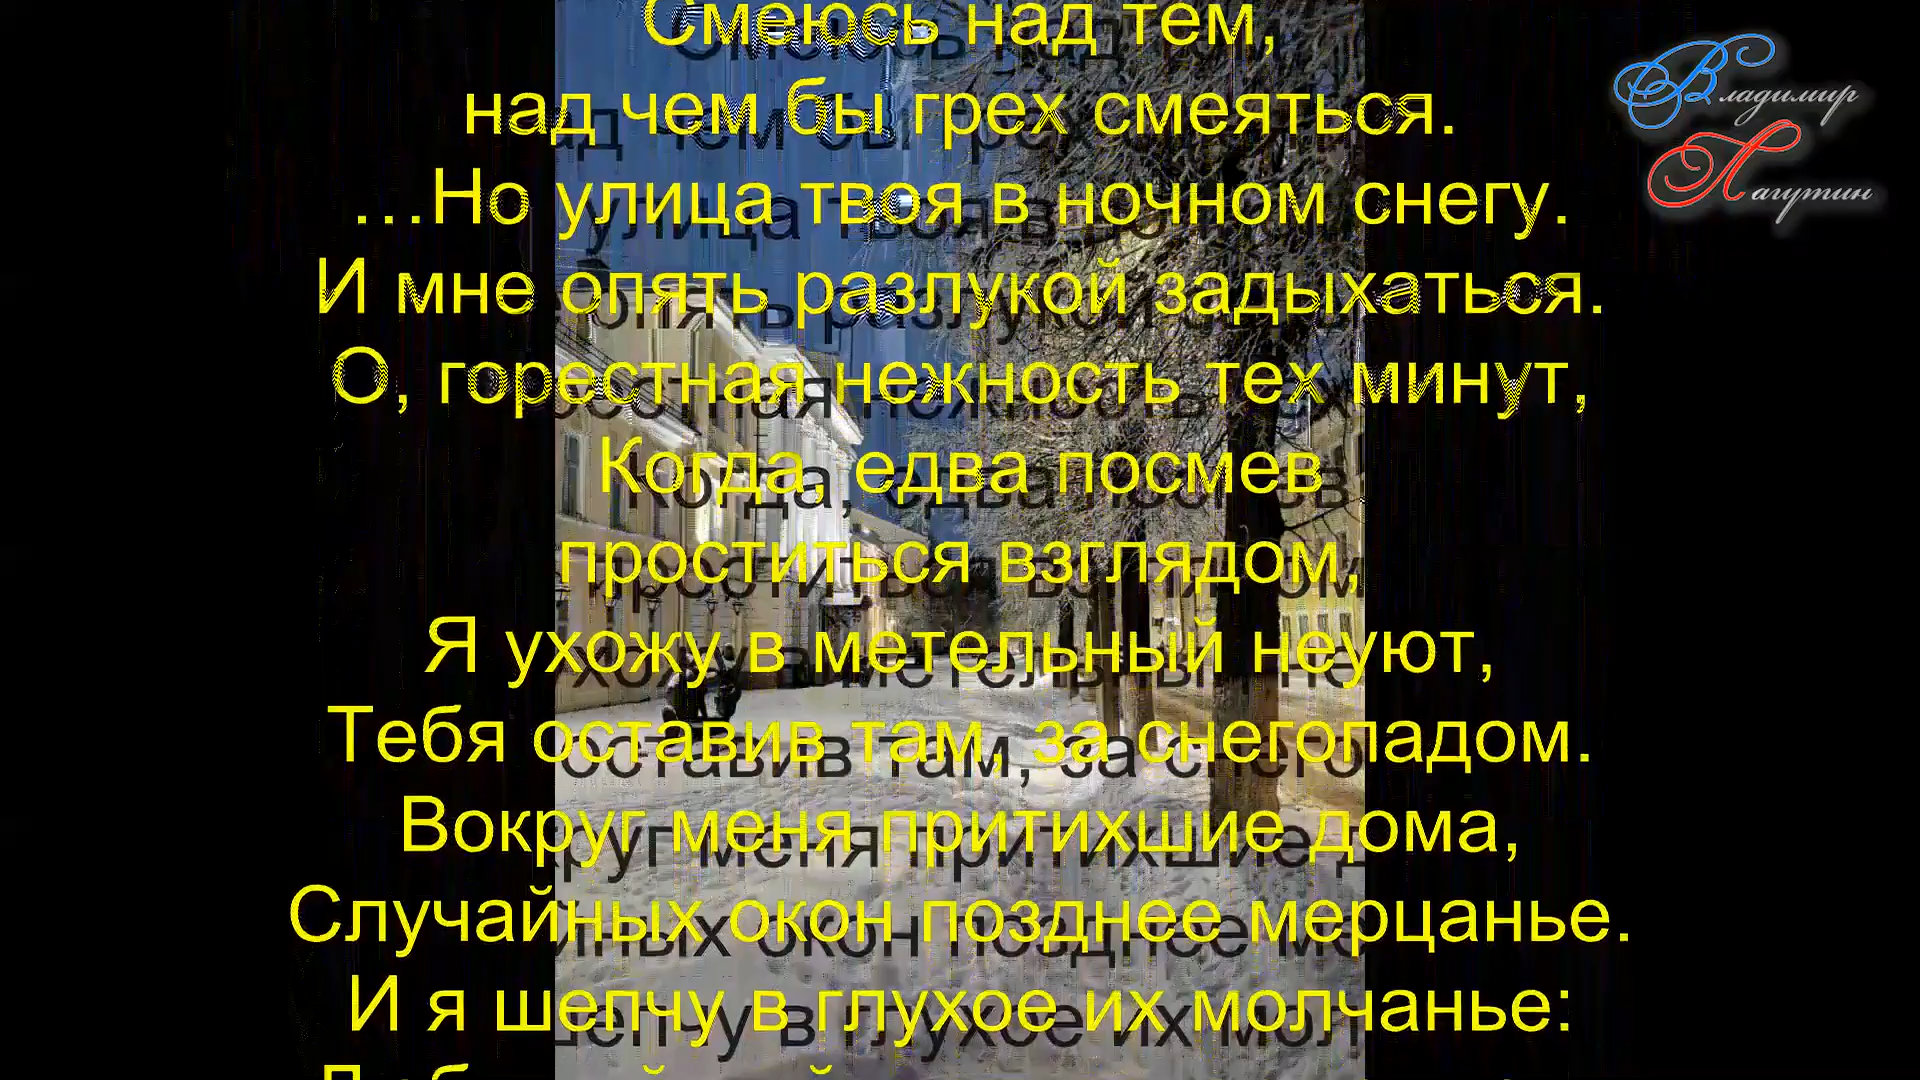 Смеюсь над тем,
над чем бы грех смеяться.
…Но улица твоя в ночном снегу.
И мне опять разлукой задыхаться.
О, горестная нежность тех минут,
Когда, едва посмев
проститься взглядом,
Я ухожу в метельный неуют,
Тебя оставив там, за снегопадом.
Вокруг меня притихшие дома,
Случайных окон позднее мерцанье.
И я шепчу в глухое их молчанье:
Владимир
Лагутин